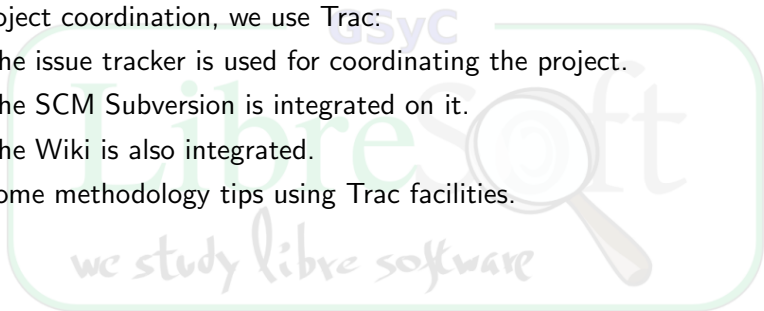 GSyC
oject coordination, we use Trac:
he issue tracker is used for coordinating the project.
he SCM Subversion is integrated on it.
LibreSoft
he Wiki is also integrated.
ome methodology tips using Trac facilities.
we study libre software